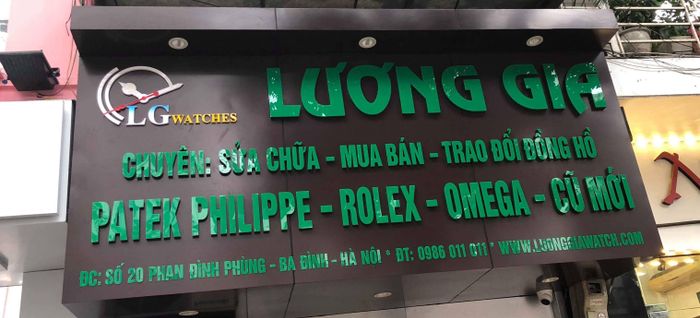 LƯƠNG GIA
LG WATCHES
CHUYÊN: SỬA CHỮA - MUA BÁN - TRAO ĐỔI ĐỒNG HỒ
PATEK PHILIPPE - ROLEX - OMEGA - CŨ MỚI
ĐC: SỐ 20 PHAN ĐÌNH PHÙNG - BA ĐÌNH - HÀ NỘI * ĐT: 0986 011 011 * WWW.LUONGGIAWATCH.COM